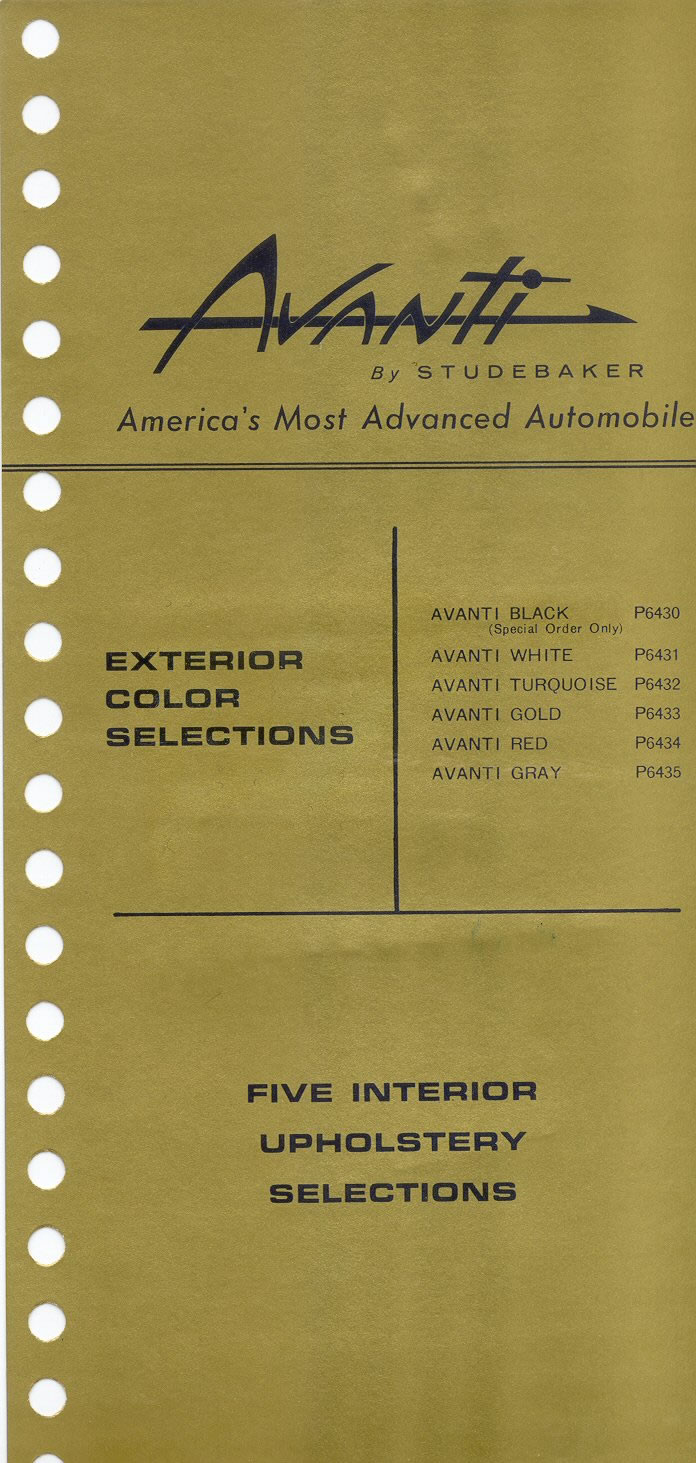 AVANTI
By STUDEBAKER
America's Most Advanced Automobile
EXTERIOR
COLOR
SELECTIONS
AVANTI BLACK P6430
(Special Order Only)
AVANTI WHITE P6431
AVANTI TURQUOISE P6432
AVANTI GOLD P6433
AVANTI RED P6434
AVANTI GRAY P6435
FIVE INTERIOR
UPHOLSTERY
SELECTIONS